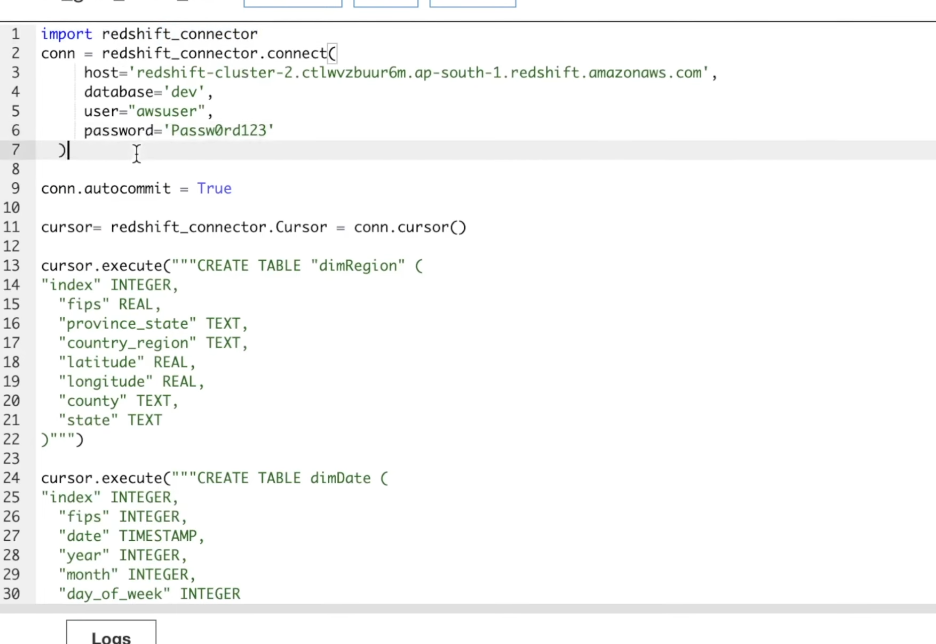 1 import redshift_connector
2 conn = redshift_connector.connect(
3 host='redshift-cluster-2.ctlwvzbuur6m.ap-south-1.redshift.amazonaws.com',
4 database='dev',
5 user="awsuser",
6 password='Passw0rd123'
7 )
8
9 conn.autocommit = True
10
11 cursor= redshift_connector.Cursor = conn.cursor()
12
13 cursor.execute("""CREATE TABLE "dimRegion" (
14 "index" INTEGER,
15 "fips" REAL,
16 "province_state" TEXT,
17 "country_region" TEXT,
18 "latitude" REAL,
19 "longitude" REAL,
20 "county" TEXT,
21 "state" TEXT
22 )""")
23
24 cursor.execute("""CREATE TABLE dimDate (
25 "index" INTEGER,
26 "fips" INTEGER,
27 "date" TIMESTAMP,
28 "year" INTEGER,
29 "month" INTEGER,
30 "day_of_week" INTEGER
Logs